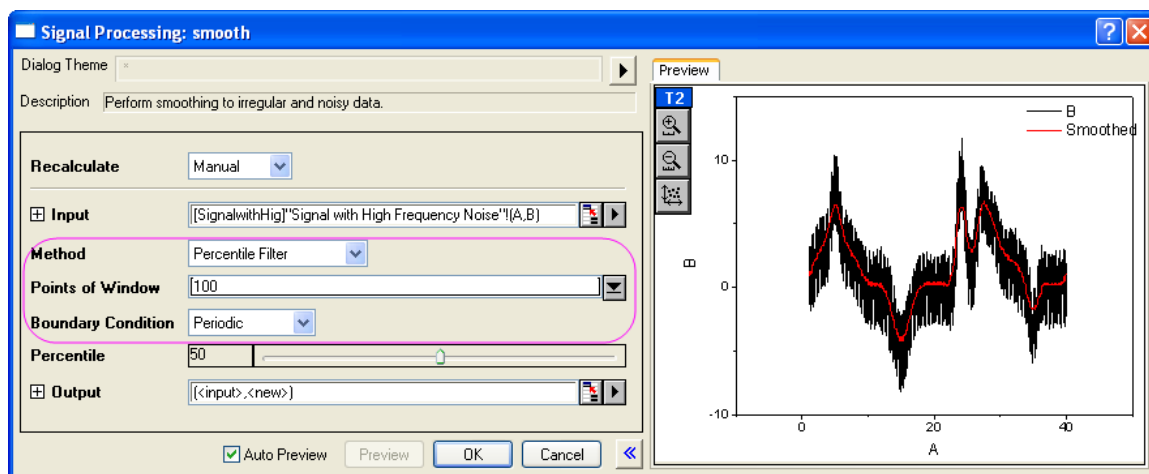 Signal Processing: smooth
Dialog Theme *
Description Perform smoothing to irregular and noisy data.
Recalculate Manual
Input [SignalwithHig]"Signal with High Frequency Noise"!(A,B)
Method Percentile Filter
Points of Window 100
Boundary Condition Periodic
Percentile 50
Output (<input>,<new>)
Auto Preview Preview OK Cancel
Preview
T2
B
Smoothed
10
0
-10
B
0 20 40
A